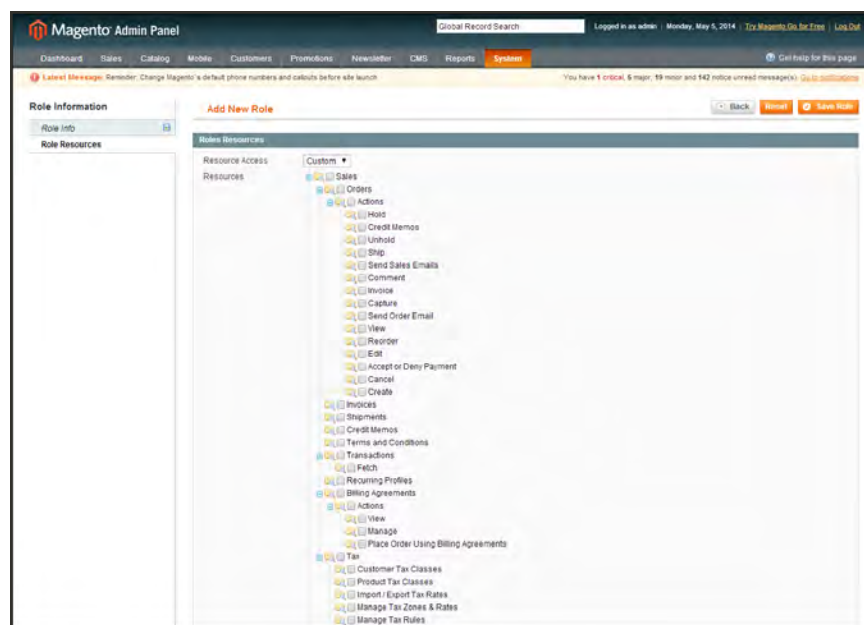 Magento Admin Panel
Global Record Search
Logged in as admin | Monday, May 5, 2014 | Try Magento Go for Free | Log Out
Dashboard Sales Catalog Mobile Customers Promotions Newsletter CMS Reports System
Get help for this page
Latest Message: Reminder: Change Magento's default phone numbers and callouts before site launch
You have 1 critical, 5 major, 19 minor and 142 notice unread message(s). Go to notifications
Role Information
Role Info
Role Resources
Add New Role
Back Reset Save Role
Roles Resources
Resource Access Custom
Resources
Sales
Orders
Actions
Hold
Credit Memos
Unhold
Ship
Send Sales Emails
Comment
Invoice
Capture
Send Order Email
View
Reorder
Edit
Accept or Deny Payment
Cancel
Create
Invoices
Shipments
Credit Memos
Terms and Conditions
Transactions
Fetch
Recurring Profiles
Billing Agreements
Actions
View
Manage
Place Order Using Billing Agreements
Tax
Customer Tax Classes
Product Tax Classes
Import / Export Tax Rates
Manage Tax Zones & Rates
Manage Tax Rules